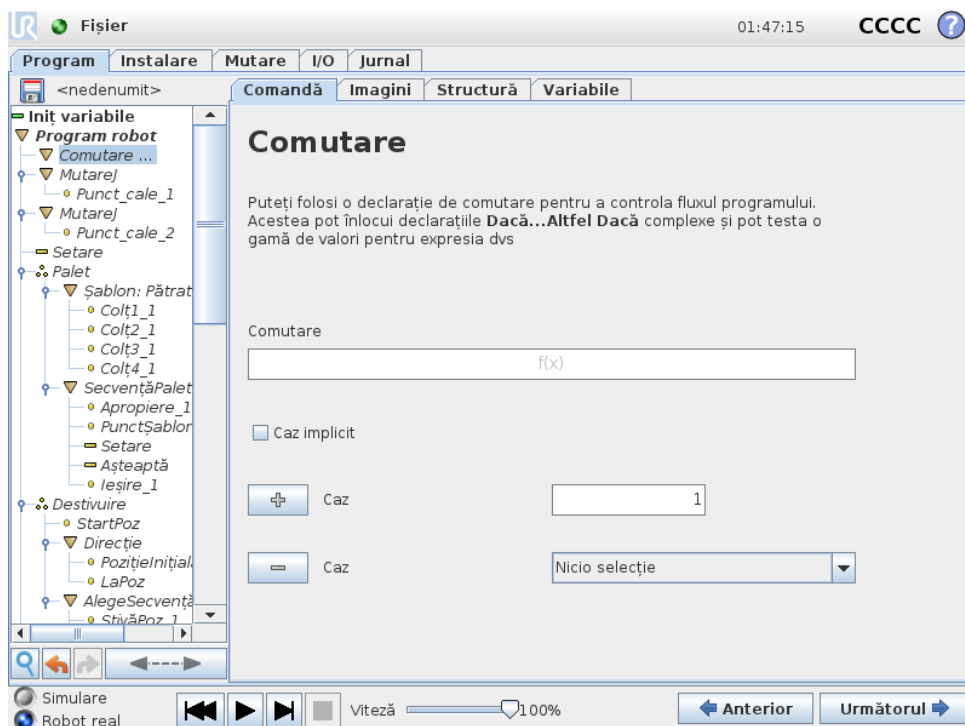 UR
Fișier
01:47:15
CCCC
?
Program
Instalare
Mutare
I/O
Jurnal
<nedenumit>
Comandă
Imagini
Structură
Variabile
Iniț variabile
Program robot
Comutare ...
MutareJ
Punct_cale_1
MutareJ
Punct_cale_2
Setare
Palet
Șablon: Pătrat
Colț1_1
Colț2_1
Colț3_1
Colț4_1
SecvențăPalet
Apropiere_1
PunctȘablon
Setare
Așteaptă
Ieșire_1
Destivuire
StartPoz
Direcție
LaPoz
AlegeSecvență
StivăPoz_1
Comutare
Puteți folosi o declarație de comutare pentru a controla fluxul programului.
Acestea pot înlocui declarațiile Dacă...Altfel Dacă complexe și pot testa o
gamă de valori pentru expresia dvs
Comutare
f(x)
Caz implicit
Caz
1
Caz
Nicio selecție
Simulare
Robot real
Viteză
100%
Anterior
Următorul